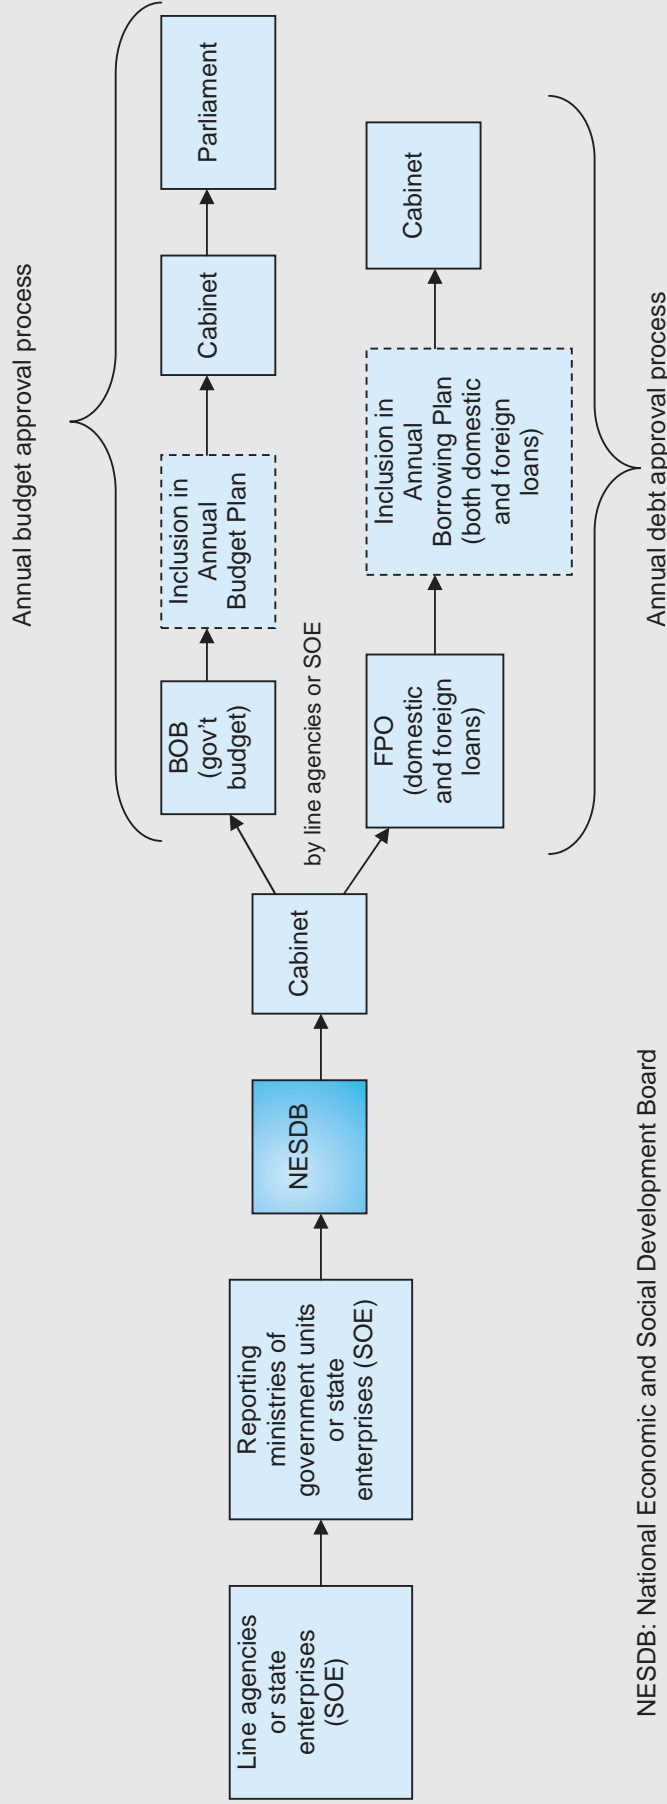 Annual budget approval process
Line agencies
or state
enterprises
(SOE)
Reporting
ministries of
government units
or state
enterprises (SOE)
NESDB
Cabinet
BOB
(gov't
budget)
Inclusion in
Annual
Budget Plan
Cabinet
Parliament
by line agencies or SOE
FPO
(domestic
and foreign
loans)
Inclusion in
Annual
Borrowing Plan
(both domestic
and foreign
loans)
Cabinet
Annual debt approval process
NESDB: National Economic and Social Development Board